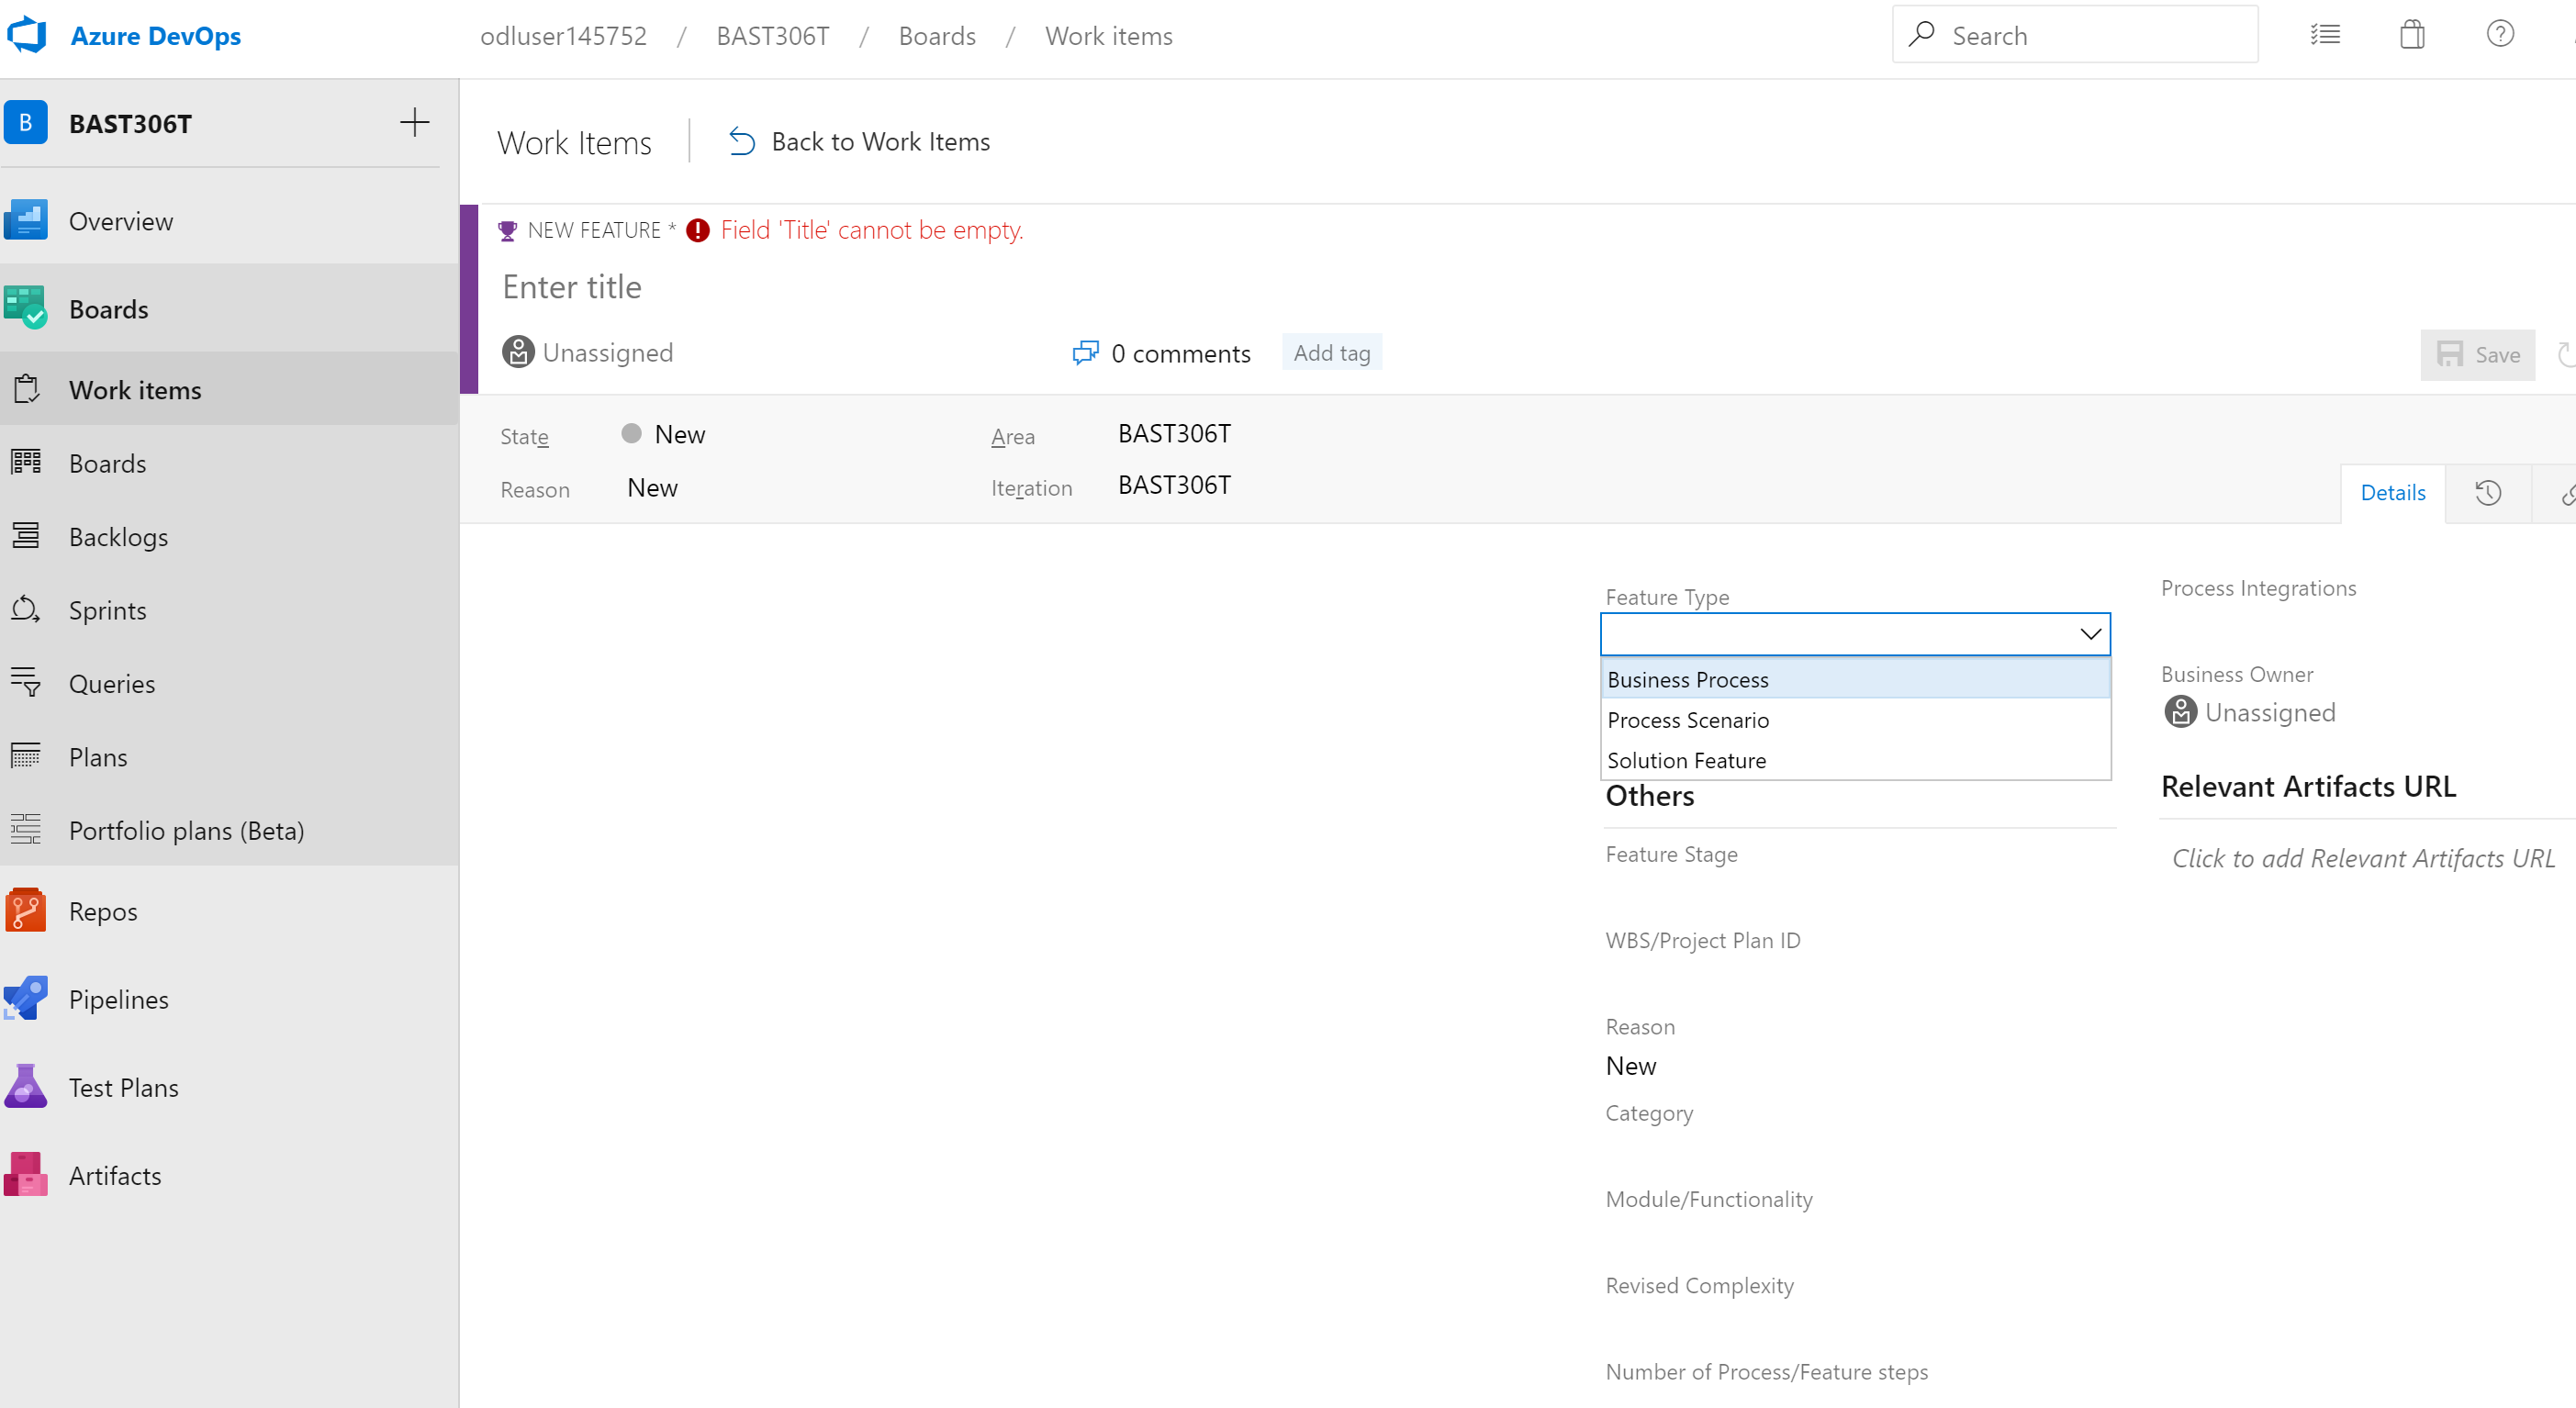 Azure DevOps
odluser145752 / BAST306T / Boards / Work items
Search
B BAST306T
Overview
Boards
Work items
Boards
Backlogs
Sprints
Queries
Plans
Portfolio plans (Beta)
Repos
Pipelines
Test Plans
Artifacts
Work Items
Back to Work Items
NEW FEATURE * Field 'Title' cannot be empty.
Enter title
Unassigned
0 comments
Add tag
Save
State New
Area BAST306T
Reason New
Iteration BAST306T
Details
Feature Type
Business Process
Process Scenario
Solution Feature
Others
Feature Stage
WBS/Project Plan ID
Reason
New
Category
Module/Functionality
Revised Complexity
Number of Process/Feature steps
Process Integrations
Business Owner
Unassigned
Relevant Artifacts URL
Click to add Relevant Artifacts URL